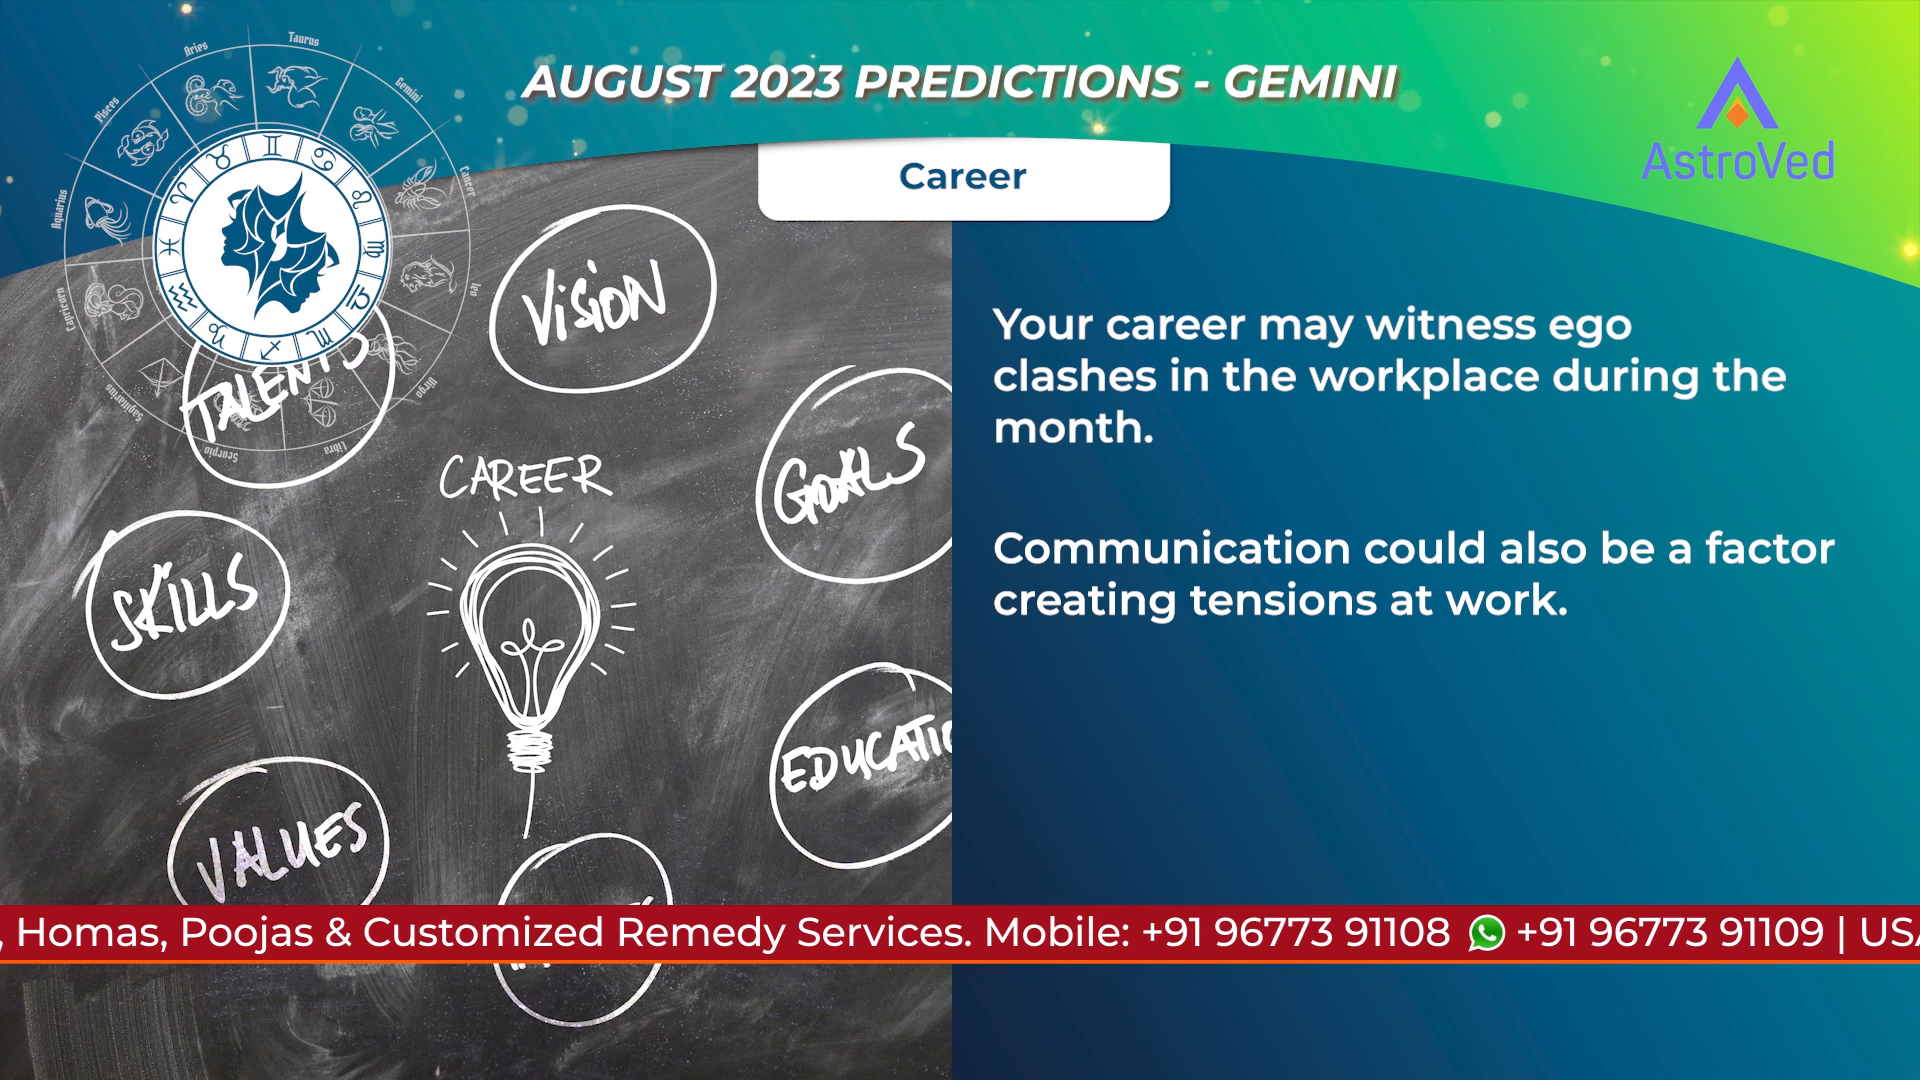 AUGUST 2023 PREDICTIONS - GEMINI
AstroVed
Career
Aries
Taurus
Gemini
Cancer
leo
Virgo
Libra
Scorpio
Sagittarius
Capricorn
Aquarius
Pisces
TALENTS
VISION
GOALS
CAREER
SKILLS
VALUES
Your career may witness ego
clashes in the workplace during the
month.
Communication could also be a factor
creating tensions at work.
, Homas, Poojas & Customized Remedy Services. Mobile: +91 96773 91108 +91 96773 91109 |